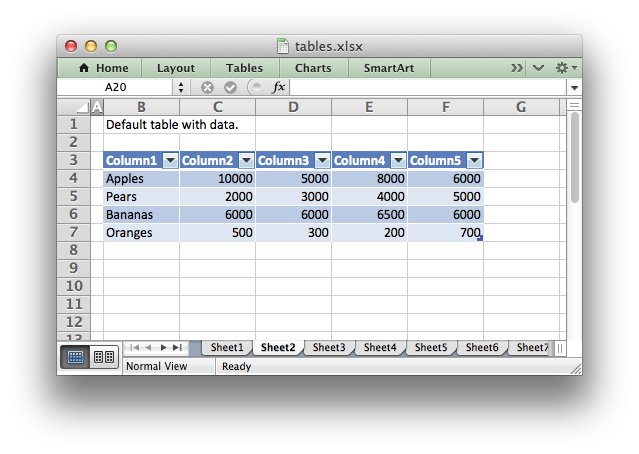 tables.xlsx
Home Layout Tables Charts SmartArt
A20 fx
A B C D E F G
1 Default table with data.
2
3 Column1 Column2 Column3 Column4 Column5
4 Apples 10000 5000 8000 6000
5 Pears 2000 3000 4000 5000
6 Bananas 6000 6000 6500 6000
7 Oranges 500 300 200 700
8
9
10
11
12
13
Sheet1 Sheet2 Sheet3 Sheet4 Sheet5 Sheet6 Sheet7
Normal View Ready